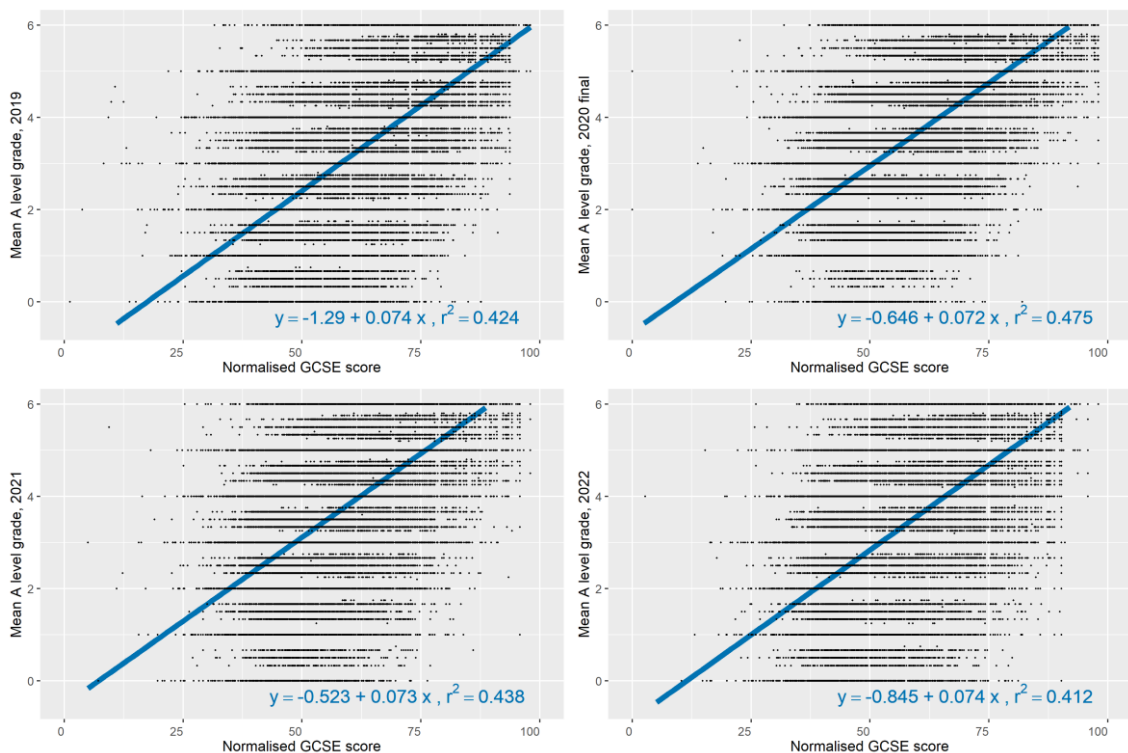 Mean A level grade, 2019
6
4
2
0
y = -1.29 + 0.074 x , r² = 0.424
0 25 50 75 100
Normalised GCSE score
Mean A level grade, 2020 final
6
4
2
0
y = -0.646 + 0.072 x , r² = 0.475
0 25 50 75 100
Normalised GCSE score
Mean A level grade, 2021
6
4
2
0
y = -0.523 + 0.073 x , r² = 0.438
0 25 50 75 100
Normalised GCSE score
Mean A level grade, 2022
6
4
2
0
y = -0.845 + 0.074 x , r² = 0.412
0 25 50 75 100
Normalised GCSE score